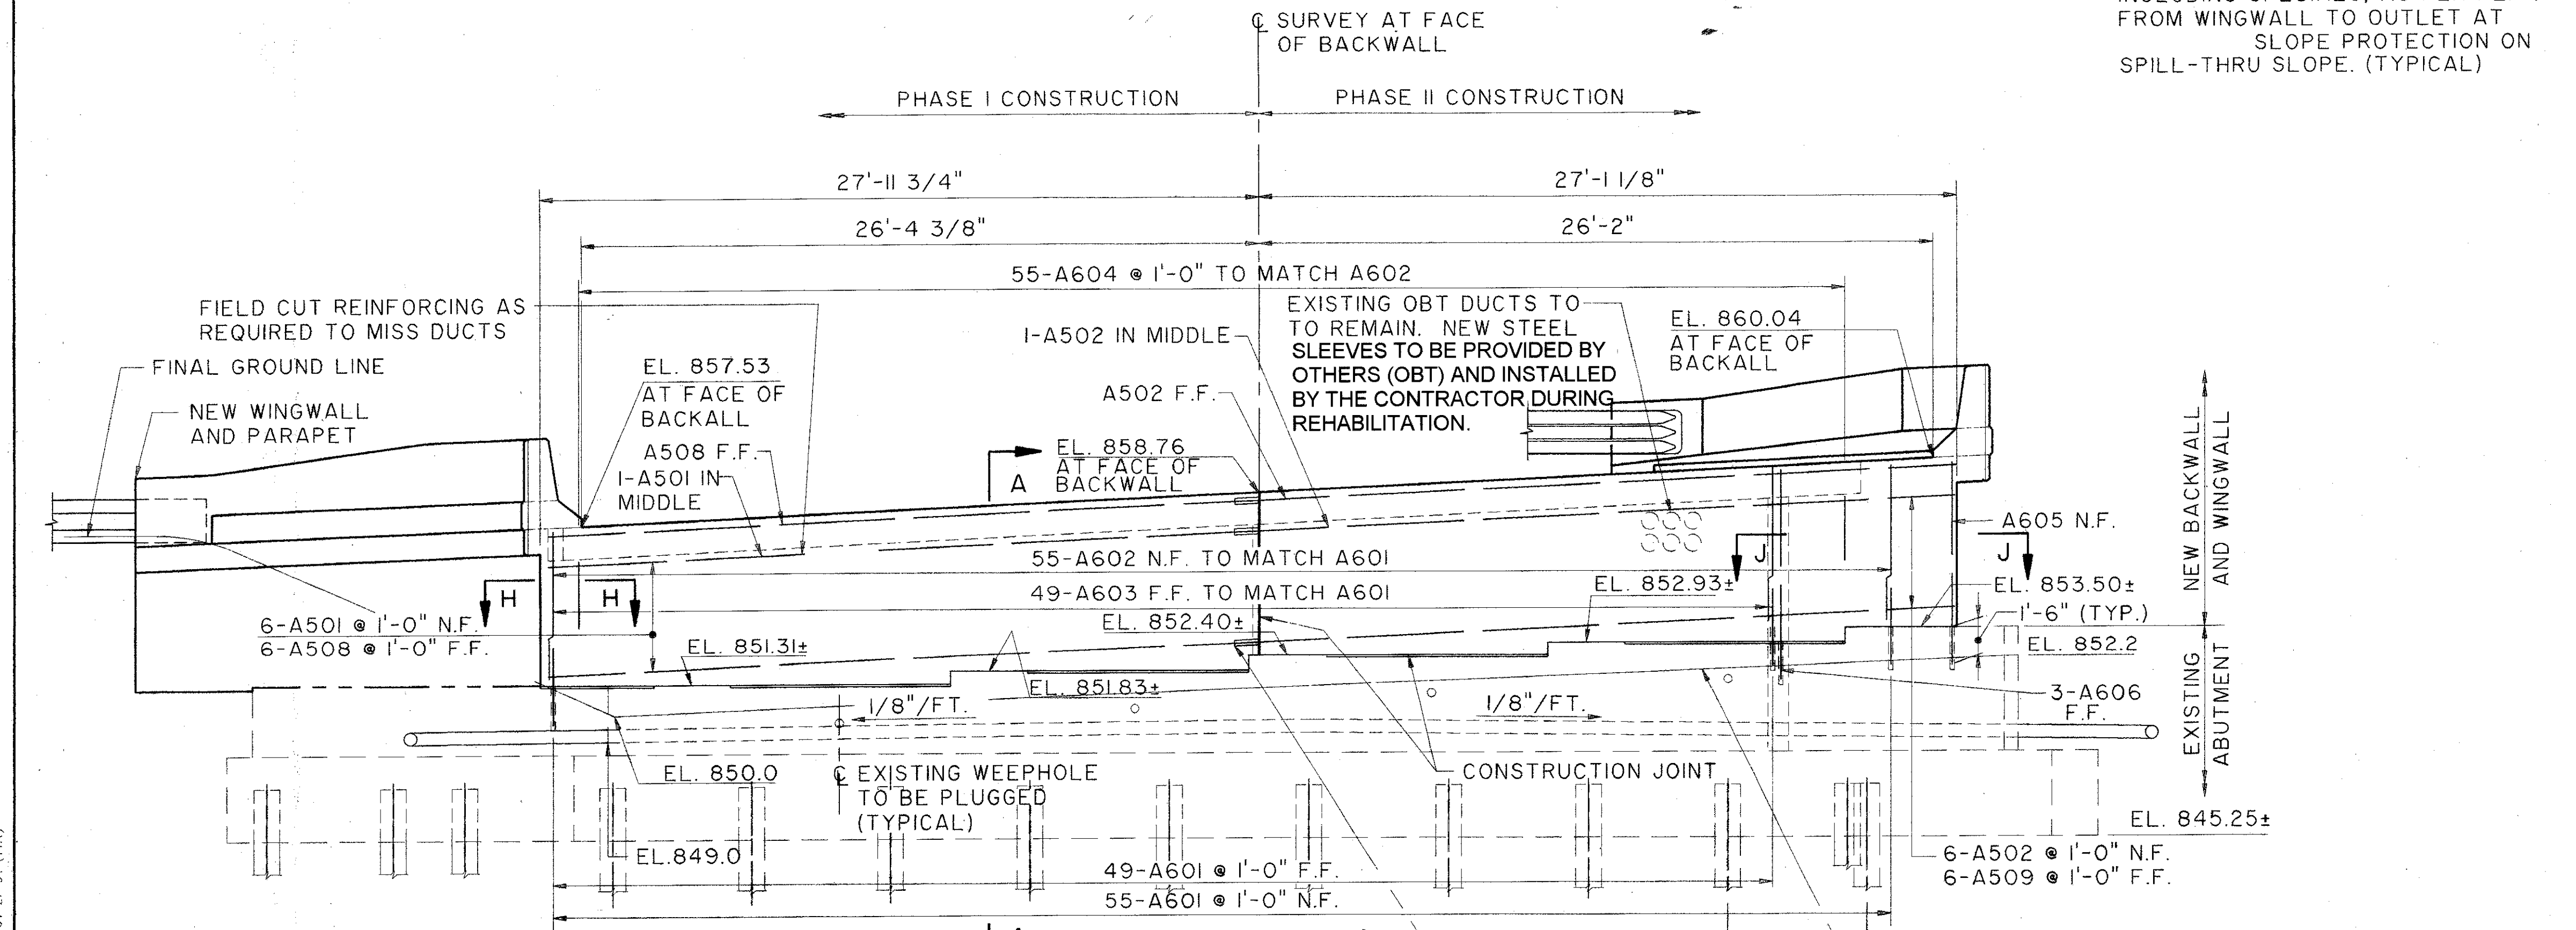 FROM WINGWALL TO OUTLET AT
SLOPE PROTECTION ON
SPILL-THRU SLOPE. (TYPICAL)
℄ SURVEY AT FACE
OF BACKWALL
PHASE I CONSTRUCTION
PHASE II CONSTRUCTION
27'-11 3/4"
27'-1 1/8"
26'-4 3/8"
26'-2"
55-A604 @ 1'-0" TO MATCH A602
FIELD CUT REINFORCING AS
REQUIRED TO MISS DUCTS
FINAL GROUND LINE
NEW WINGWALL
AND PARAPET
EL. 857.53
AT FACE OF
BACKALL
A508 F.F.
1-A501 IN
MIDDLE
1-A502 IN MIDDLE
A502 F.F.
A
EL. 858.76
AT FACE OF
BACKWALL
EXISTING OBT DUCTS TO
TO REMAIN. NEW STEEL
SLEEVES TO BE PROVIDED BY
OTHERS (OBT) AND INSTALLED
BY THE CONTRACTOR DURING
REHABILITATION.
EL. 860.04
AT FACE OF
BACKALL
NEW BACKWALL
AND WINGWALL
A605 N.F.
J
J
55-A602 N.F. TO MATCH A601
49-A603 F.F. TO MATCH A601
H
H
6-A501 @ 1'-0" N.F.
6-A508 @ 1'-0" F.F.
EL. 852.93±
EL. 853.50±
1'-6" (TYP.)
EL. 852.40±
EL. 852.2
EL. 851.31±
EL. 851.83±
1/8"/FT.
1/8"/FT.
3-A606
F.F.
EXISTING
ABUTMENT
EL. 850.0
℄ EXISTING WEEPHOLE
TO BE PLUGGED
(TYPICAL)
CONSTRUCTION JOINT
EL. 845.25±
EL.849.0
6-A502 @ 1'-0" N.F.
6-A509 @ 1'-0" F.F.
49-A601 @ 1'-0" F.F.
55-A601 @ 1'-0" N.F.